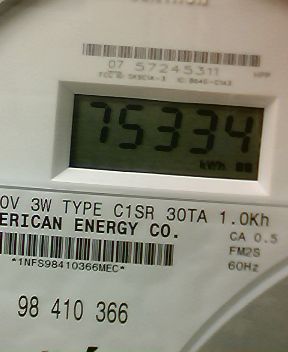 07 57245311
75334
kWh
0V 3W TYPE C1SR 30TA 1.0Kh
ERICAN ENERGY CO.
CA 0.5
FM2S
60Hz
*1NFS98410366MEC*
98 410 366